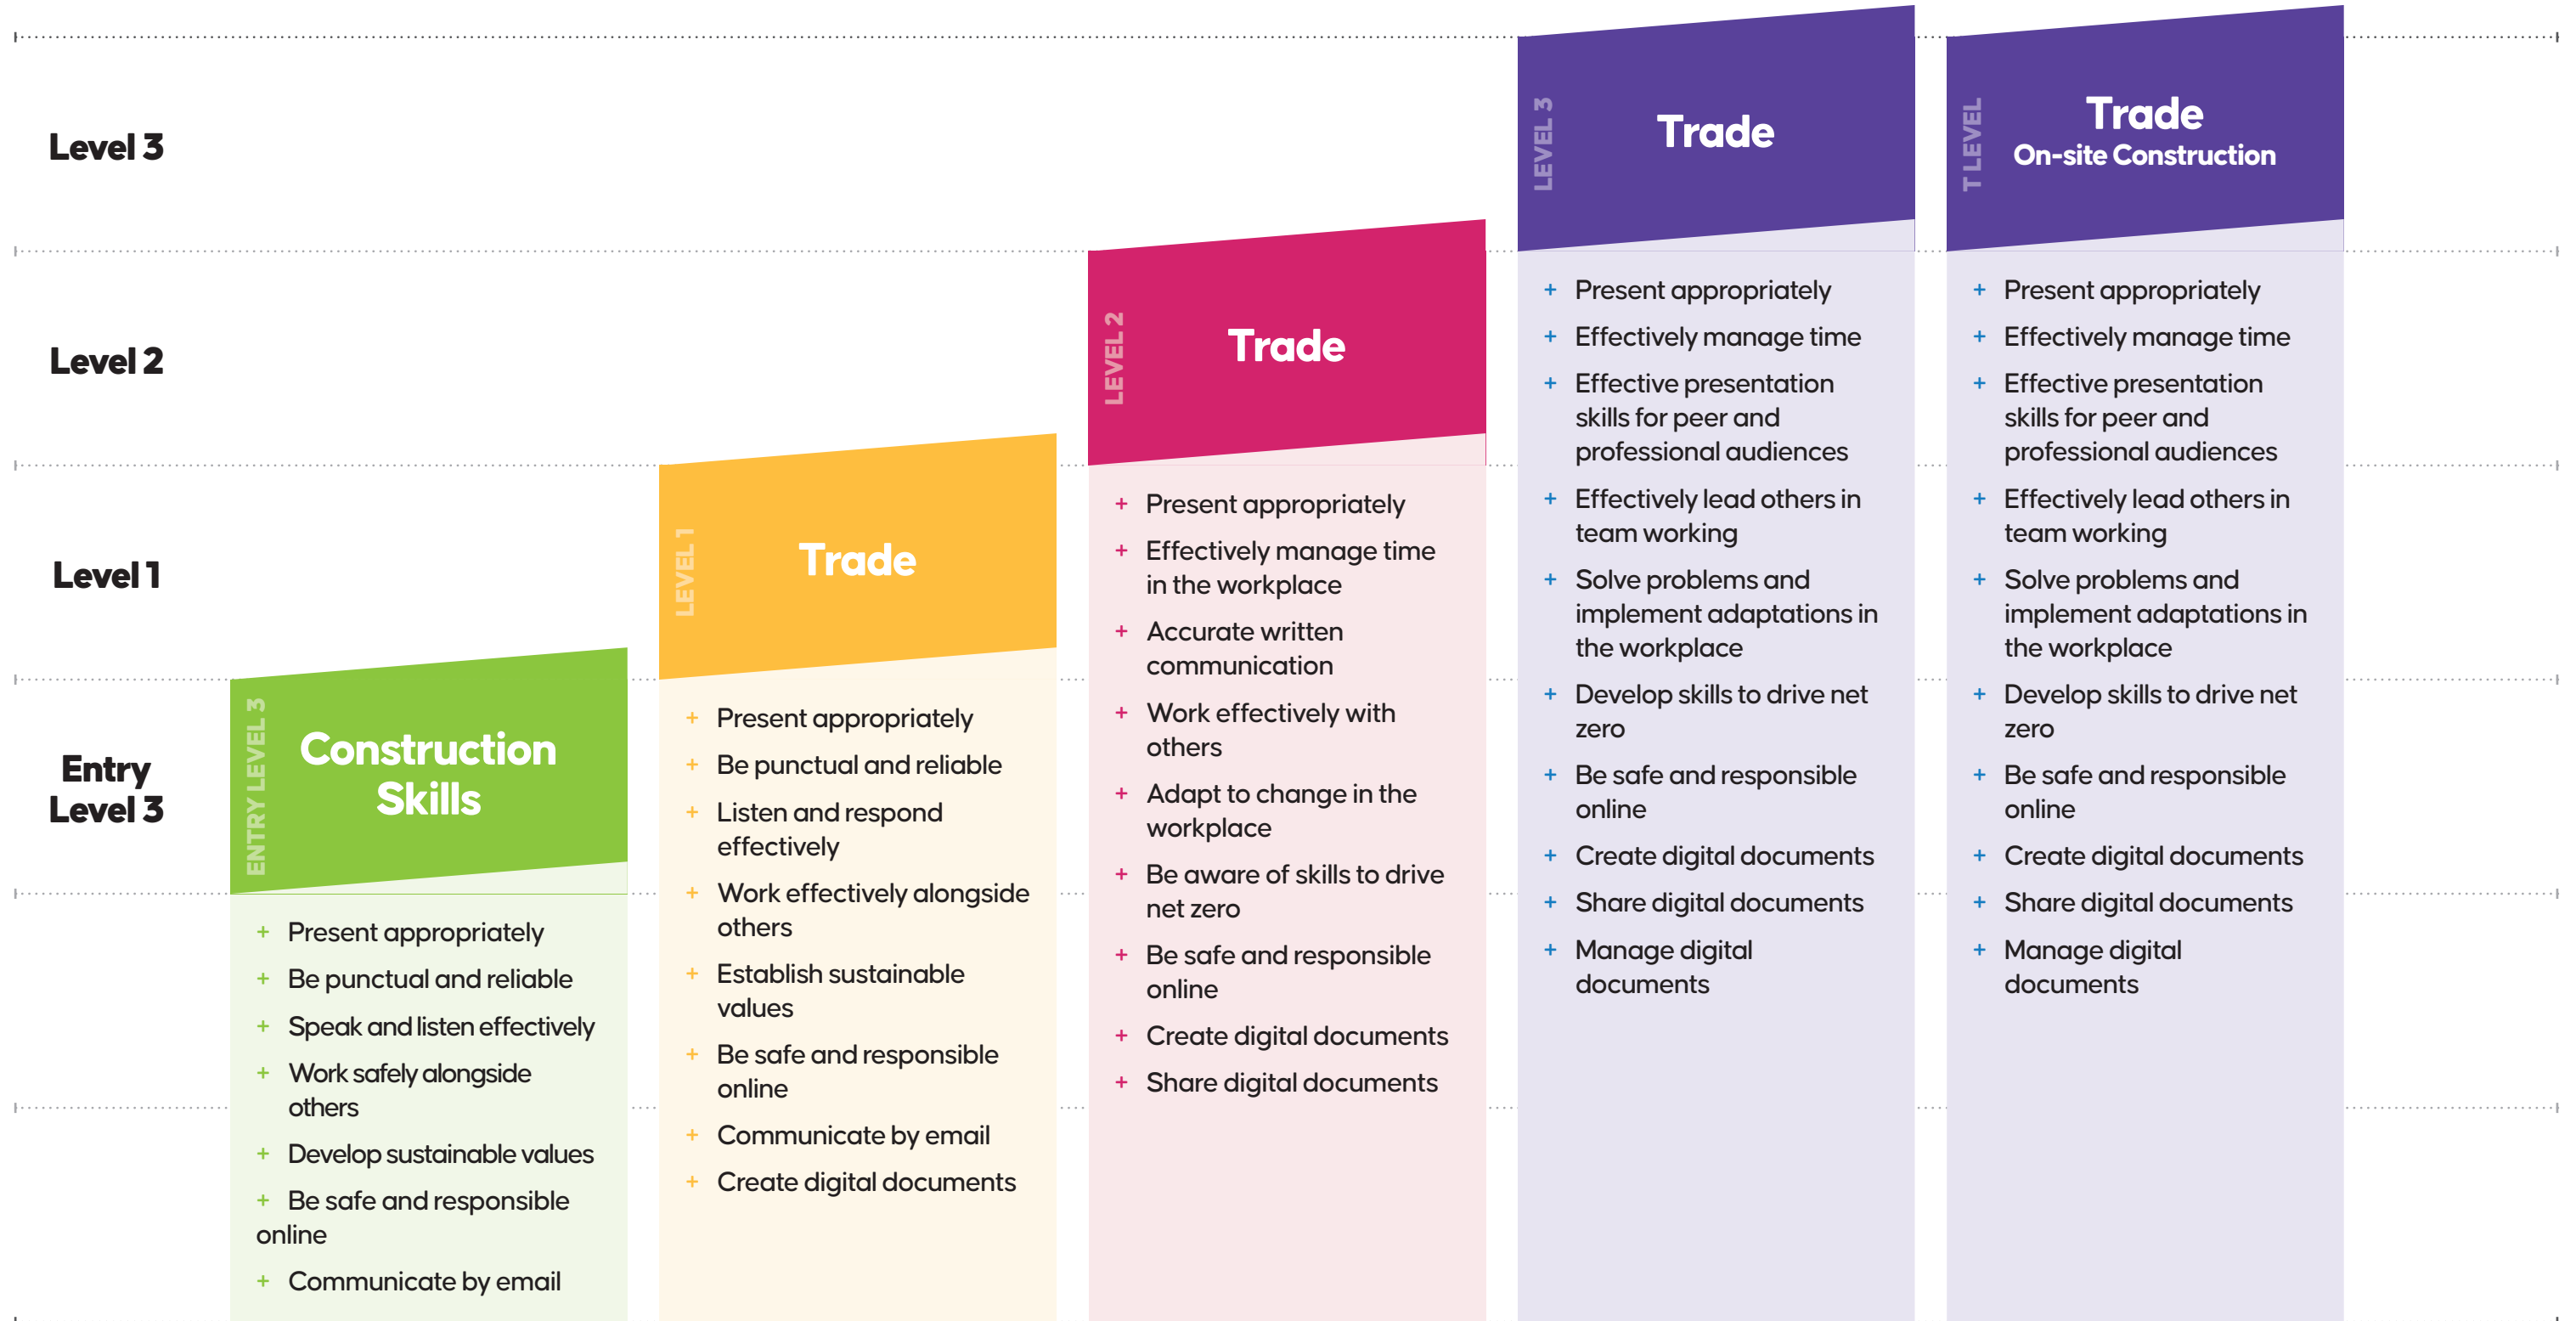 Level 3
Level 2
Level 1
Entry
Level 3
ENTRY LEVEL 3
Construction
Skills
+ Present appropriately
+ Be punctual and reliable
+ Speak and listen effectively
+ Work safely alongside
others
+ Develop sustainable values
+ Be safe and responsible
online
+ Communicate by email
LEVEL 1
Trade
+ Present appropriately
+ Be punctual and reliable
+ Listen and respond
effectively
+ Work effectively alongside
others
+ Establish sustainable
values
+ Be safe and responsible
online
+ Communicate by email
+ Create digital documents
LEVEL 2
Trade
+ Present appropriately
+ Effectively manage time
in the workplace
+ Accurate written
communication
+ Work effectively with
others
+ Adapt to change in the
workplace
+ Be aware of skills to drive
net zero
+ Be safe and responsible
online
+ Create digital documents
+ Share digital documents
LEVEL 3
Trade
+ Present appropriately
+ Effectively manage time
+ Effective presentation
skills for peer and
professional audiences
+ Effectively lead others in
team working
+ Solve problems and
implement adaptations in
the workplace
+ Develop skills to drive net
zero
+ Be safe and responsible
online
+ Create digital documents
+ Share digital documents
+ Manage digital
documents
T LEVEL
Trade
On-site Construction
+ Present appropriately
+ Effectively manage time
+ Effective presentation
skills for peer and
professional audiences
+ Effectively lead others in
team working
+ Solve problems and
implement adaptations in
the workplace
+ Develop skills to drive net
zero
+ Be safe and responsible
online
+ Create digital documents
+ Share digital documents
+ Manage digital
documents